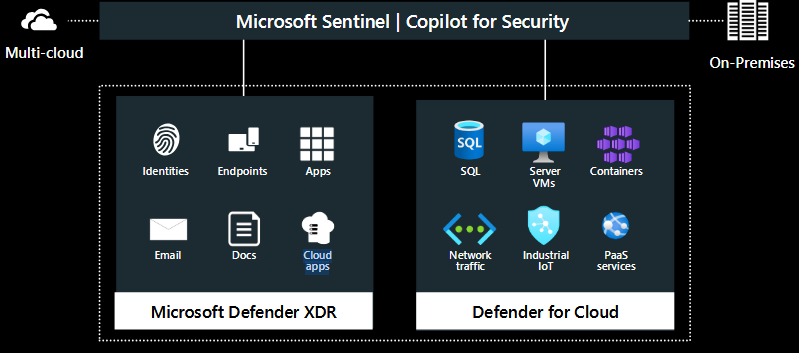 Microsoft Sentinel | Copilot for Security
Multi-cloud
On-Premises
Identities
Endpoints
Apps
Email
Docs
Cloud
apps
Microsoft Defender XDR
SQL
SQL
Server
VMs
Containers
Network
traffic
Industrial
IoT
PaaS
services
Defender for Cloud